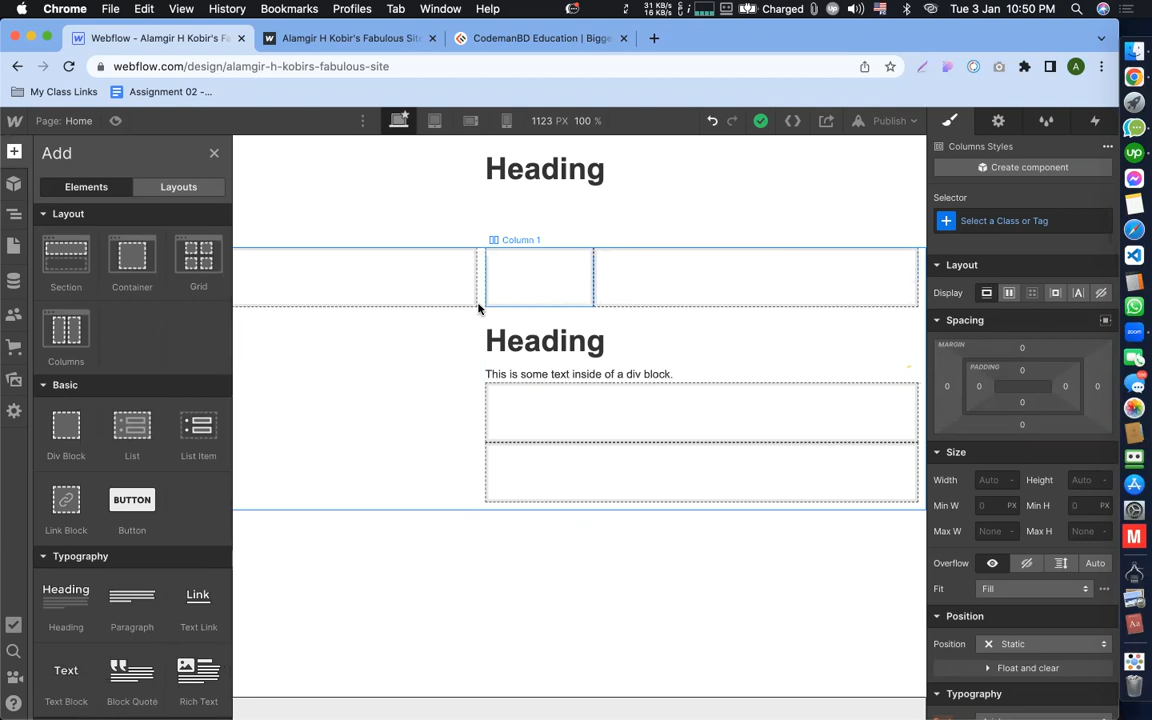 Chrome File Edit View History Bookmarks Profiles Tab Window Help 31 KB/s 16 KB/s Charged Tue 3 Jan 10:50 PM
Webflow - Alamgir H Kobir's Fa
Alamgir H Kobir's Fabulous Site
CodemanBD Education | Bigge
webflow.com/design/alamgir-h-kobirs-fabulous-site
My Class Links
Assignment 02 -...
Page: Home
1123 PX 100 %
Publish
Add
Elements Layouts
Layout
Section Container Grid
Columns
Basic
Div Block List List Item
Link Block
BUTTON
Button
Typography
Heading
Heading
Paragraph
Link
Text Link
Text
Text Block Block Quote Rich Text
Heading
Column 1
Heading
This is some text inside of a div block.
Columns Styles
Create component
Selector
Select a Class or Tag
Layout
Display
Spacing
MARGIN 0
PADDING 0
0 0 0 0
0
0
Size
Width Auto - Height Auto -
Min W 0 PX Min H 0 PX
Max W None - Max H None -
Overflow Auto
Fit Fill
Position
Position Static
Float and clear
Typography